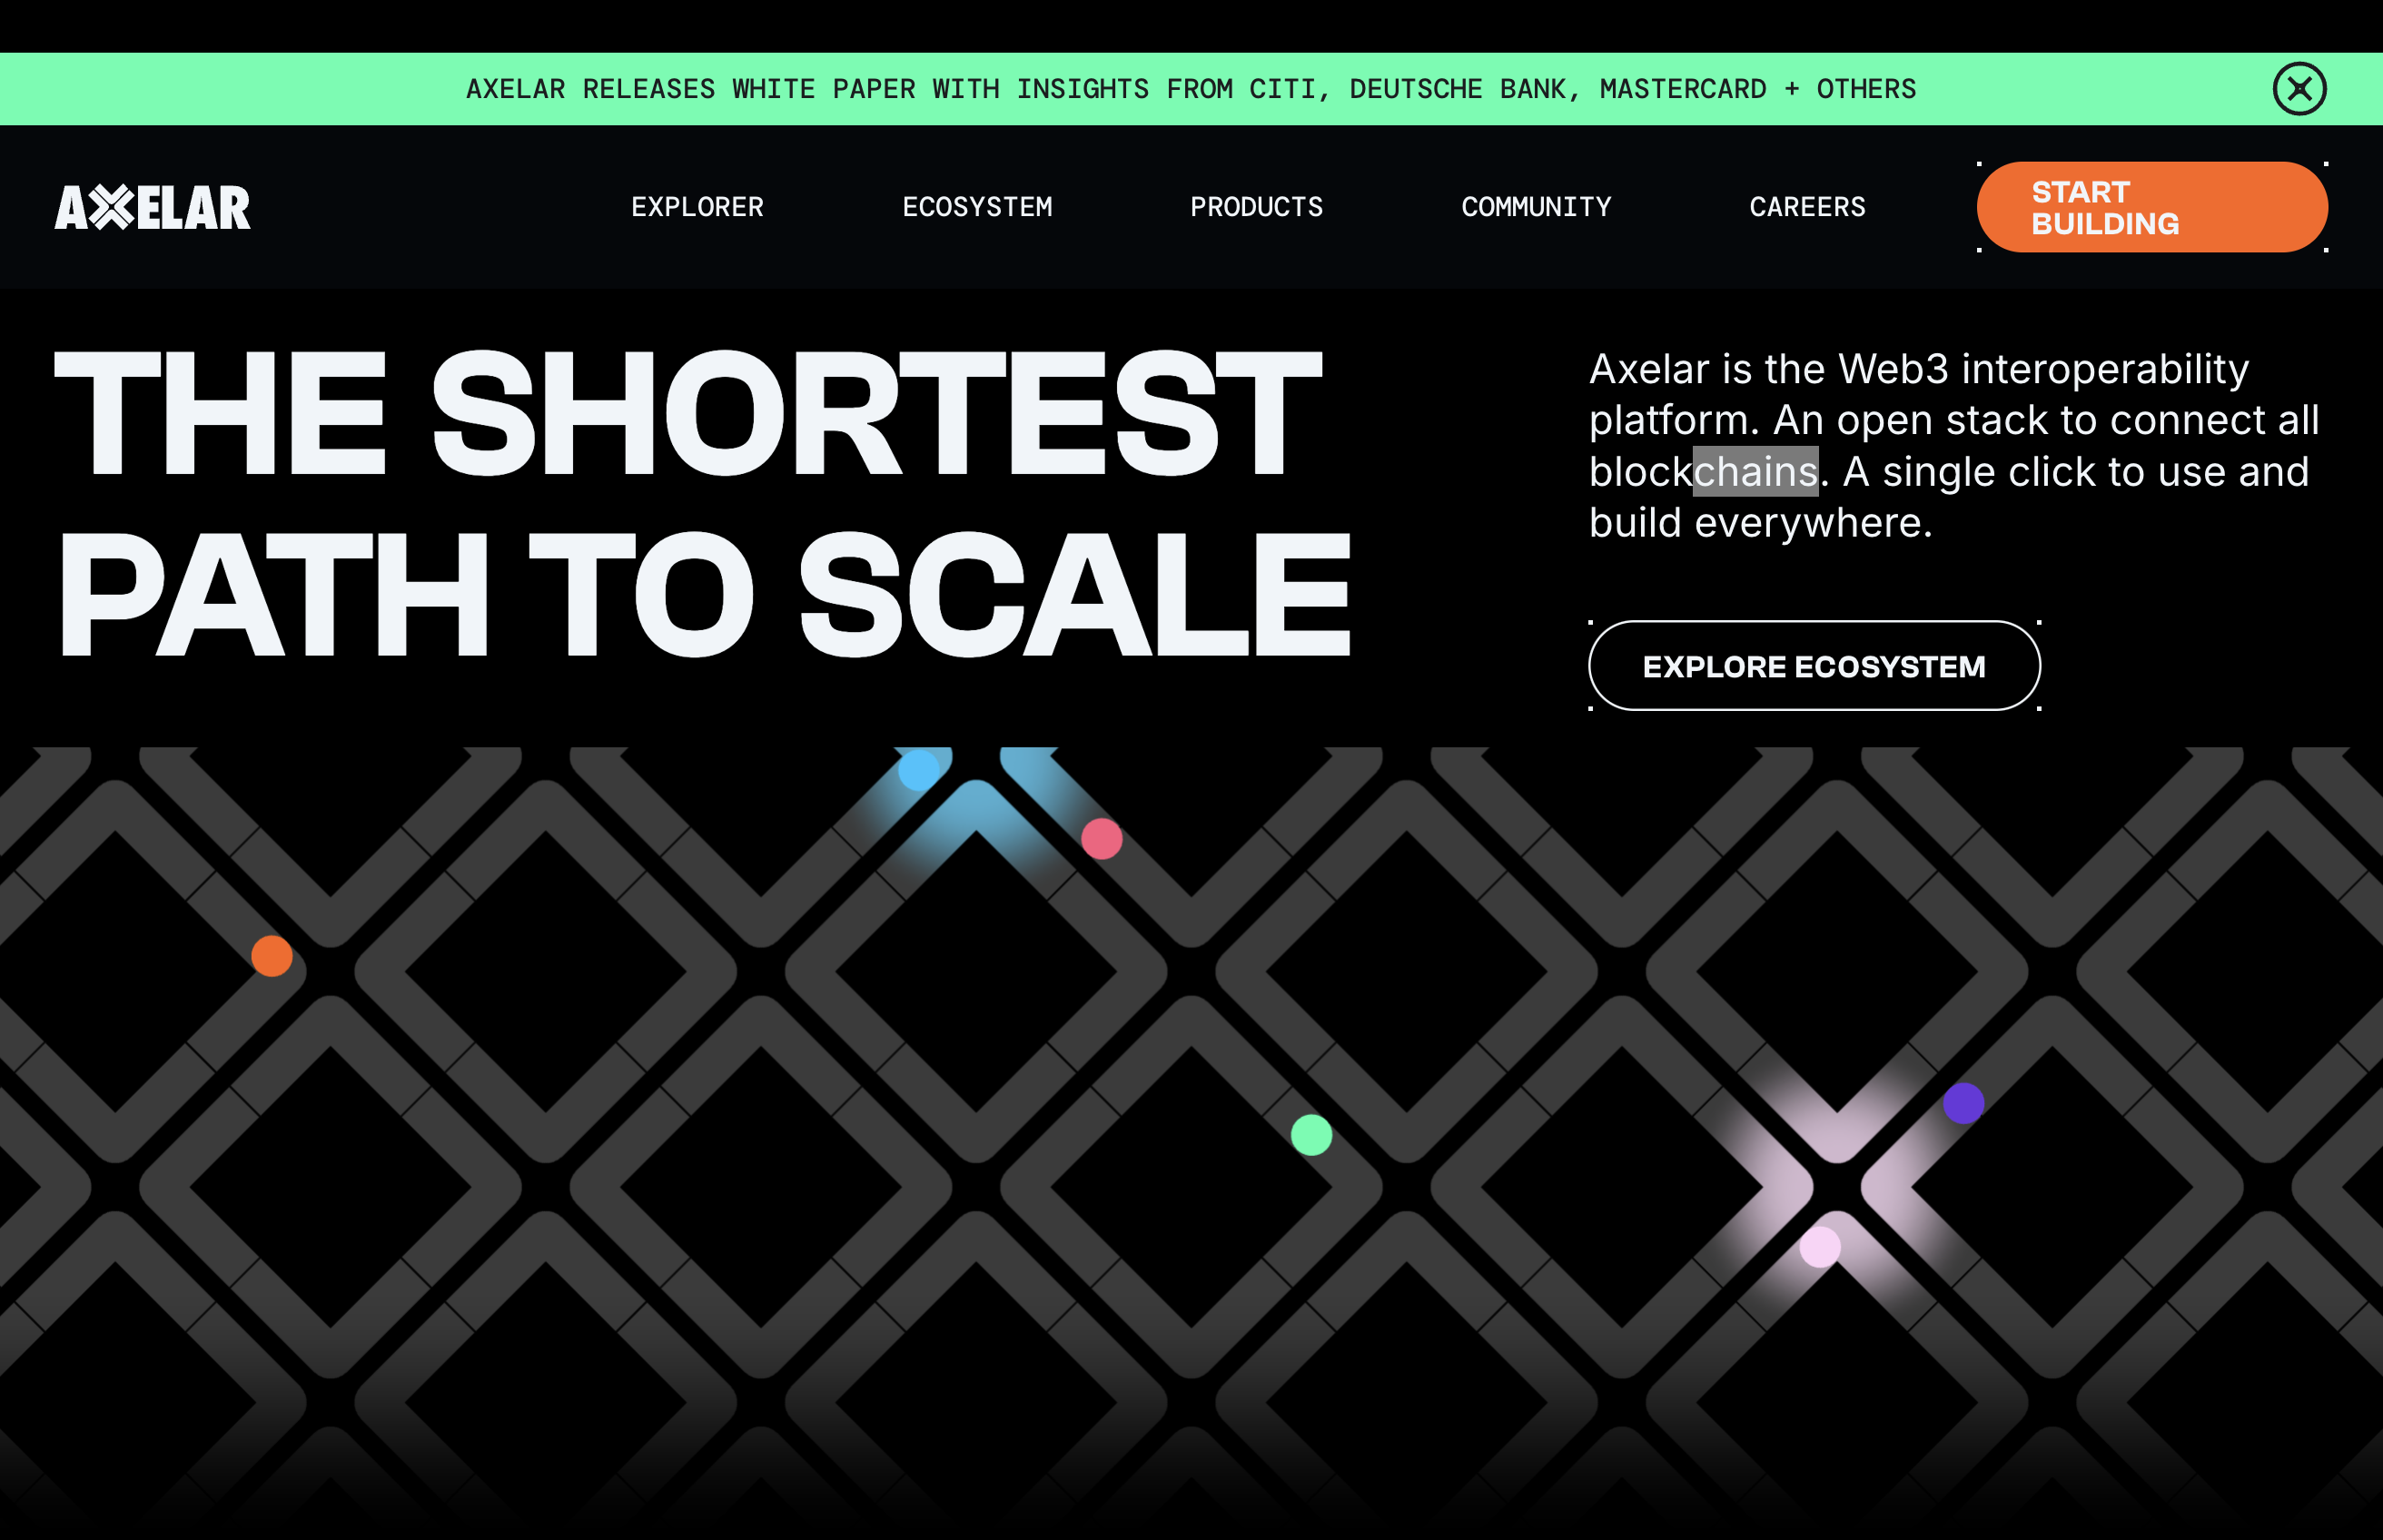 AXELAR RELEASES WHITE PAPER WITH INSIGHTS FROM CITI, DEUTSCHE BANK, MASTERCARD + OTHERS
AXELAR
EXPLORER
ECOSYSTEM
PRODUCTS
COMMUNITY
CAREERS
START
BUILDING
THE SHORTEST
PATH TO SCALE
Axelar is the Web3 interoperability
platform. An open stack to connect all
blockchains. A single click to use and
build everywhere.
EXPLORE ECOSYSTEM